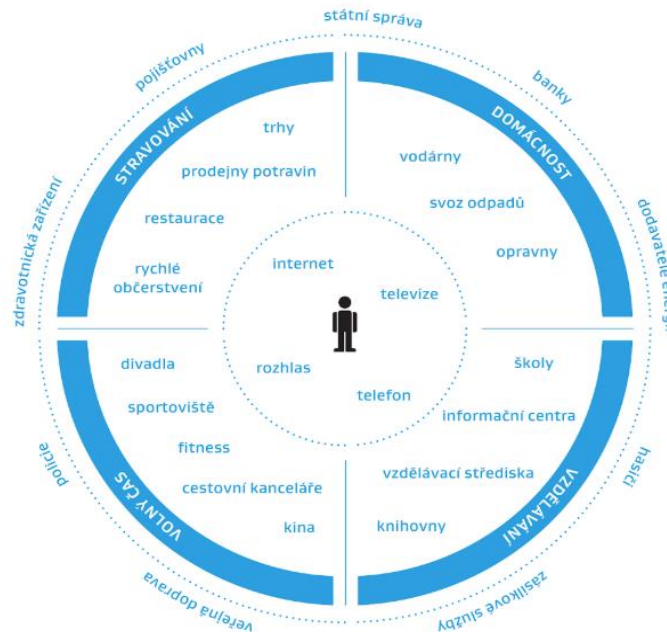 státní správa
pojišťovny
banky
STRAVOVÁNÍ
DOMÁCNOST
trhy
prodejny potravin
restaurace
rychlé
občerstvení
vodárny
svoz odpadů
opravny
zdravotnická zařízení
dodavatelé
internet
televize
rozhlas
telefon
divadla
sportoviště
fitness
cestovní kanceláře
kina
školy
informační centra
vzdělávací střediska
knihovny
VOLNÝ ČAS
VZDĚLÁVÁNÍ
policie
hasiči
veřejná doprava
zásilkové služby